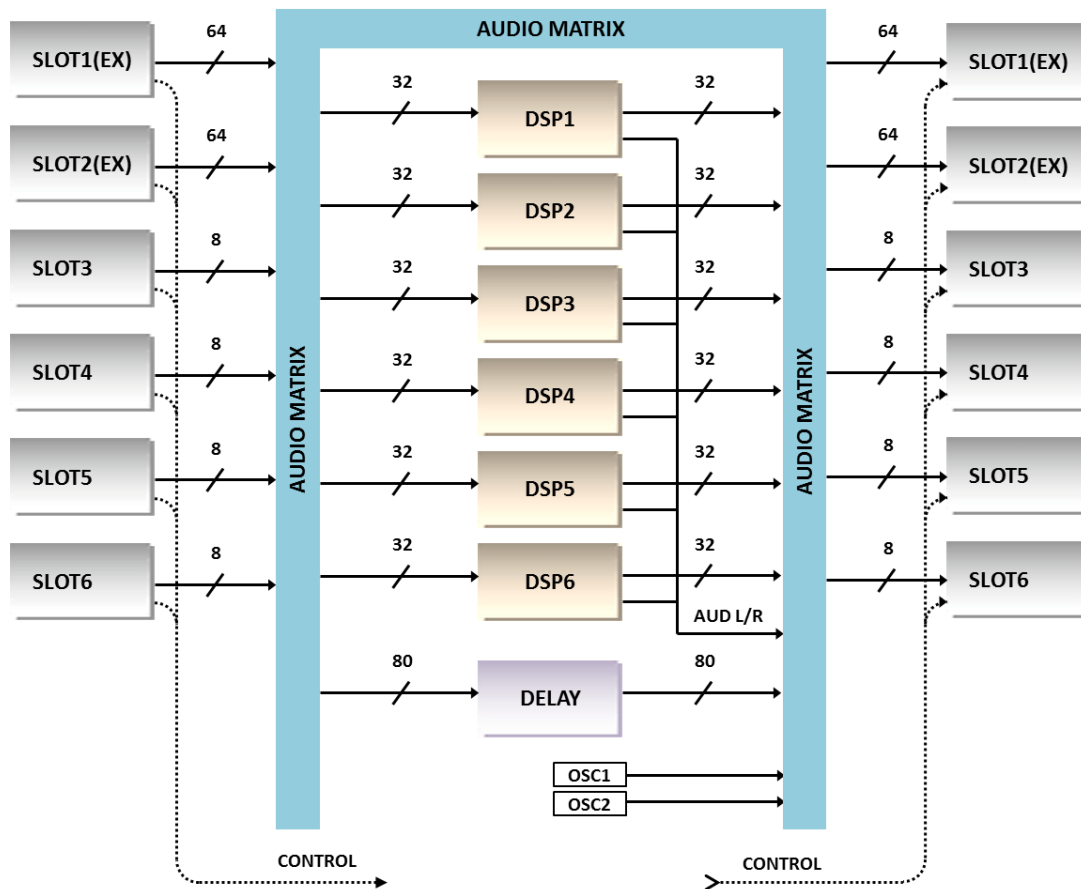 AUDIO MATRIX
64
SLOT1(EX)
64
SLOT2(EX)
8
SLOT3
8
SLOT4
8
SLOT5
8
SLOT6
CONTROL
AUDIO MATRIX
32
DSP1
32
32
DSP2
32
32
DSP3
32
32
DSP4
32
32
DSP5
32
32
DSP6
32
AUD L/R
80
DELAY
80
OSC1
OSC2
AUDIO MATRIX
64
SLOT1(EX)
64
SLOT2(EX)
8
SLOT3
8
SLOT4
8
SLOT5
8
SLOT6
CONTROL